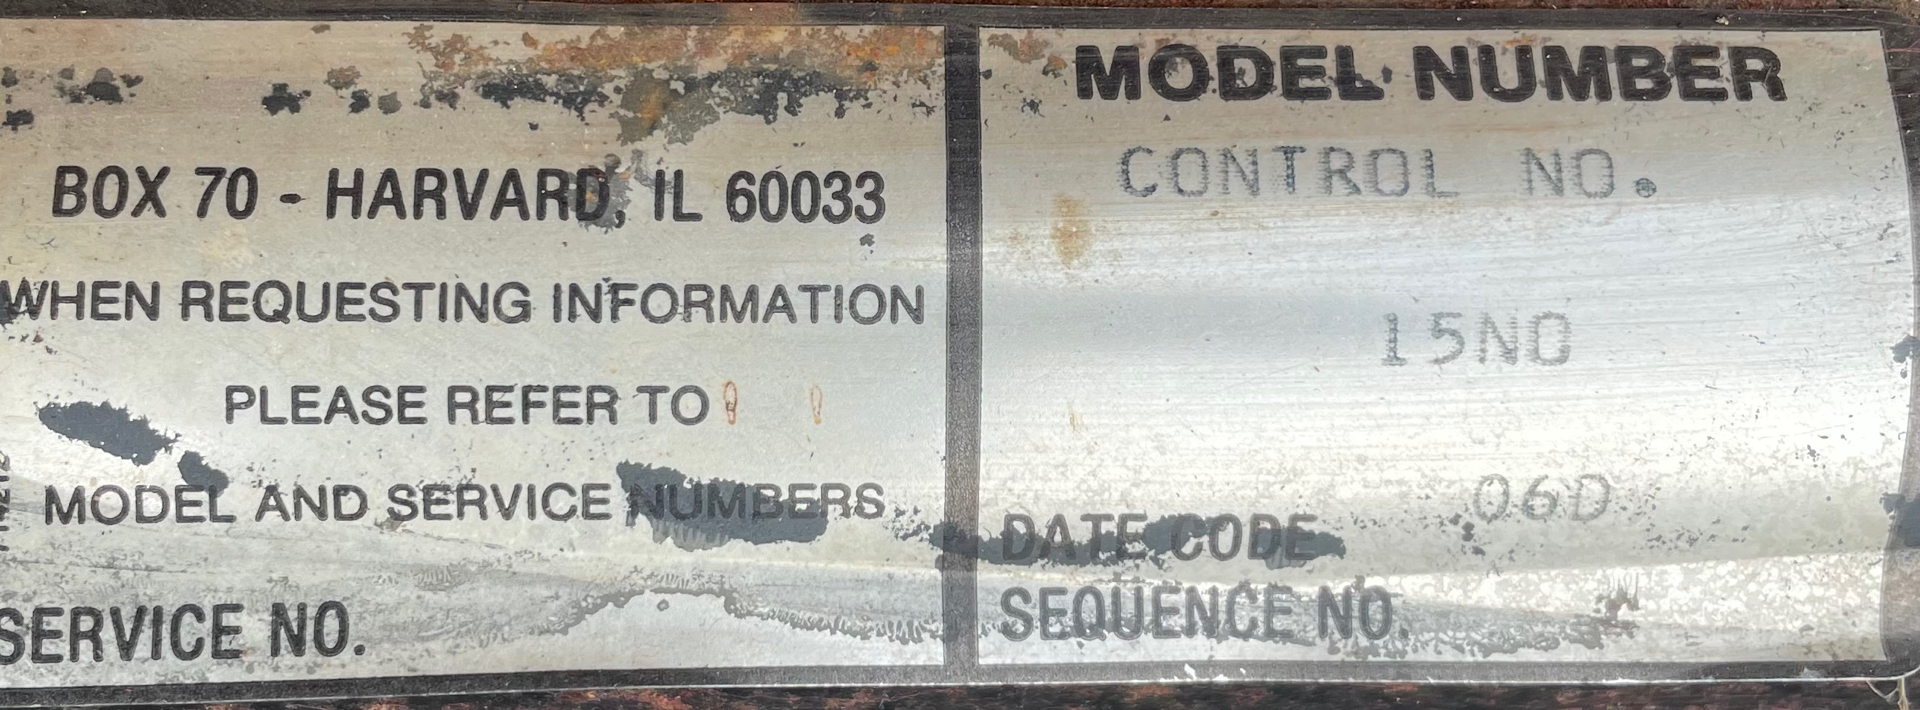 BOX 70 - HARVARD, IL 60033
WHEN REQUESTING INFORMATION
PLEASE REFER TO
MODEL AND SERVICE NUMBERS
SERVICE NO.
MODEL NUMBER
CONTROL NO.
15NO
06D
DATE CODE
SEQUENCE NO.